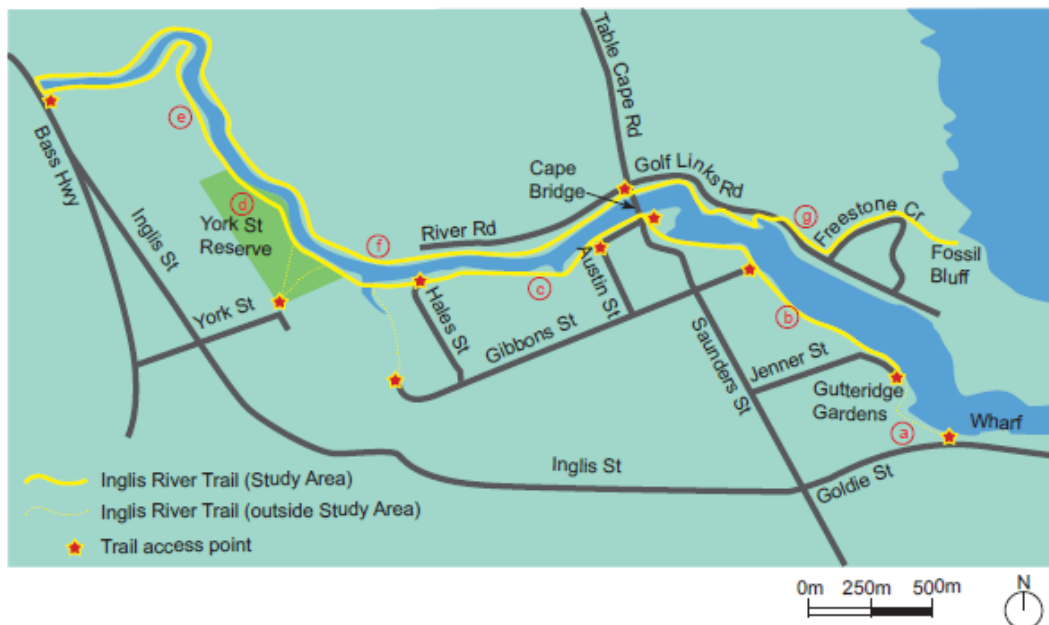 Table Cape Rd
e
Bass Hwy
Cape
Bridge
Golf Links Rd
d
York St
Reserve
Inglis St
f
River Rd
g
Freestone Cr
Fossil
Bluff
c
Austin St
Hales St
York St
Gibbons St
b
Saunders St
Jenner St
Gutteridge
Gardens
Wharf
a
Inglis St
Goldie St
Inglis River Trail (Study Area)
Inglis River Trail (outside Study Area)
Trail access point
0m 250m 500m
N